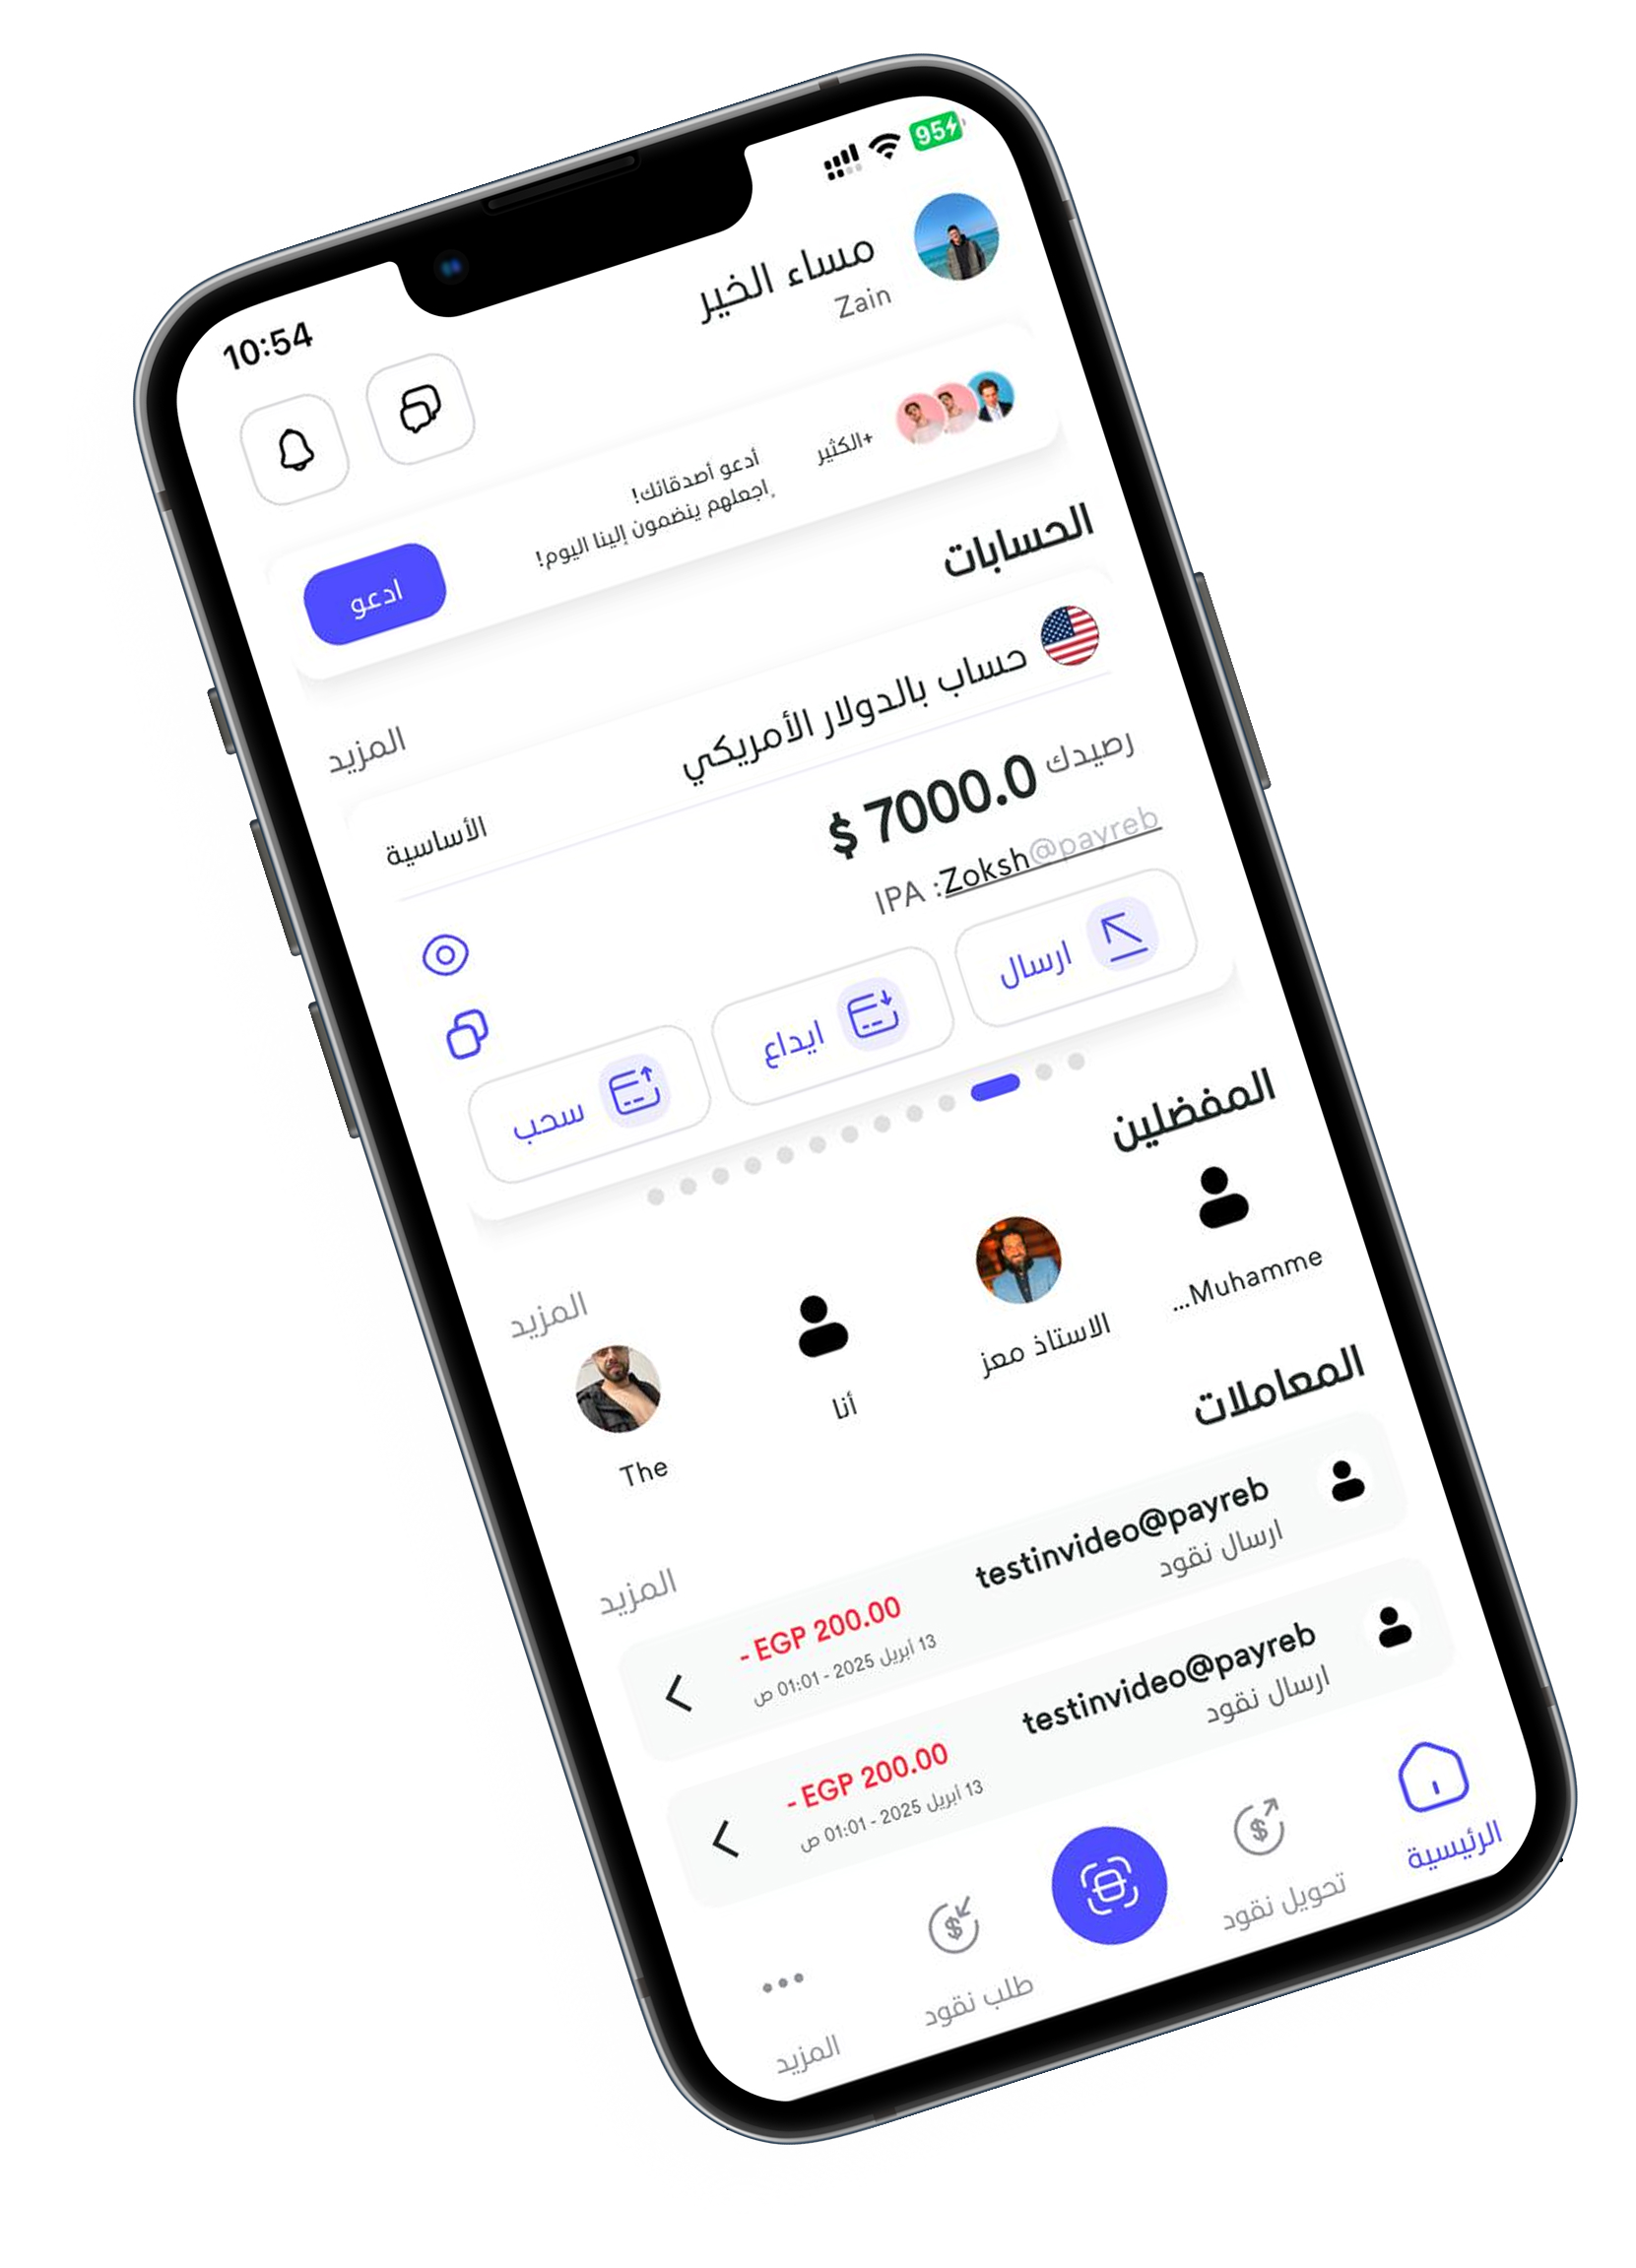 10:54
95
مساء الخير
Zain
+الكثير
أدعو أصدقائك!
اجعلهم ينضمون إلينا اليوم!
ادعو
الحسابات
المزيد
حساب بالدولار الأمريكي
الأساسية
رصيدك 7000.0 $
IPA :Zoksh@payreb
ارسال
ايداع
سحب
المفضلين
المزيد
Muhamme...
الاستاذ معز
أنا
The
المعاملات
المزيد
testinvideo@payreb
ارسال نقود
- EGP 200.00
13 أبريل 2025 - 01:01 ص
testinvideo@payreb
ارسال نقود
- EGP 200.00
13 أبريل 2025 - 01:01 ص
الرئيسية
تحويل نقود
طلب نقود
المزيد